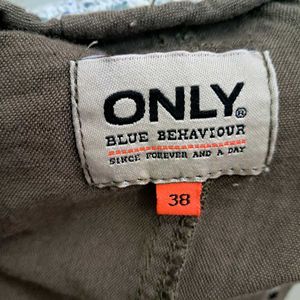 ONLY®
BLUE BEHAVIOUR
SINCE FOREVER AND A DAY
38